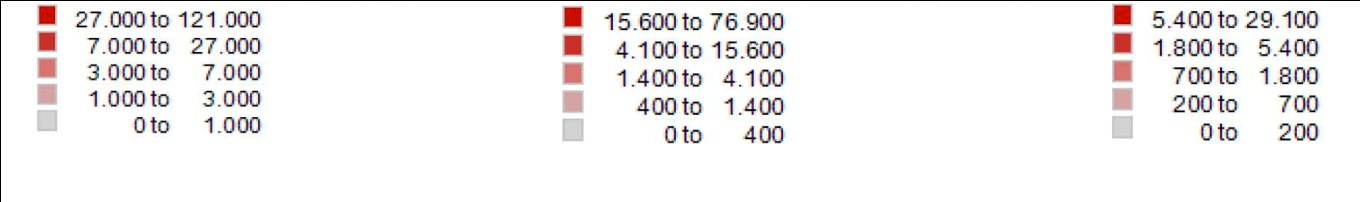 27.000 to 121.000
7.000 to 27.000
3.000 to 7.000
1.000 to 3.000
0 to 1.000
15.600 to 76.900
4.100 to 15.600
1.400 to 4.100
400 to 1.400
0 to 400
5.400 to 29.100
1.800 to 5.400
700 to 1.800
200 to 700
0 to 200